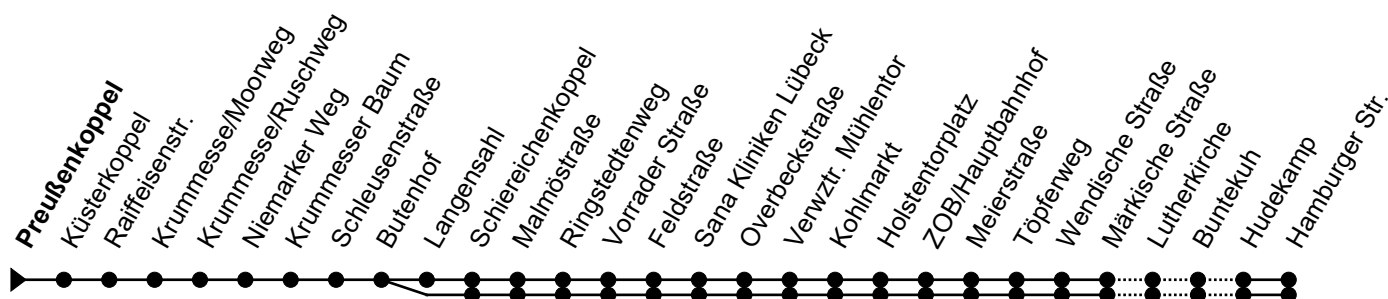 Preußenkoppel
Küsterkoppel
Raiffeisenstr.
Krummesse/Moorweg
Krummesse/Ruschweg
Niemarker Weg
Krummesser Baum
Schleusenstraße
Butenhof
Langensahl
Schiereichenkoppel
Malmöstraße
Ringstedtenweg
Vorrader Straße
Feldstraße
Sana Kliniken Lübeck
Overbeckstraße
Verwztr. Mühlentor
Kohlmarkt
Holstentorplatz
ZOB/Hauptbahnhof
Meierstraße
Töpferweg
Wendische Straße
Märkische Straße
Lutherkirche
Buntekuh
Hudekamp
Hamburger Str.